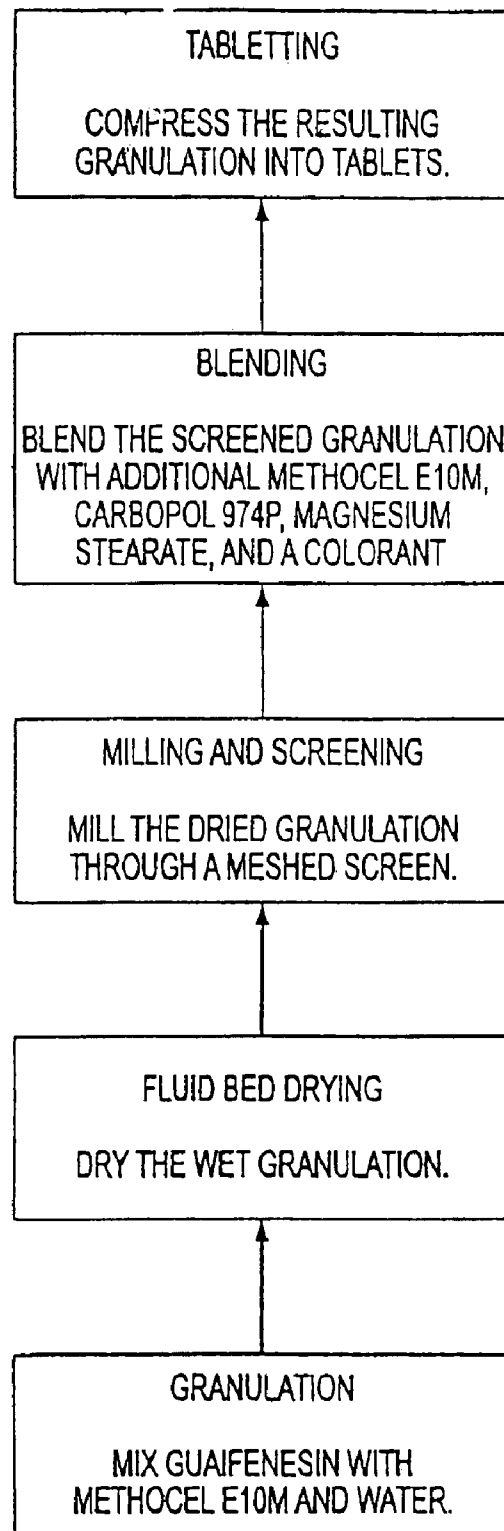 TABLETTING
COMPRESS THE RESULTING
GRANULATION INTO TABLETS.
BLENDING
BLEND THE SCREENED GRANULATION
WITH ADDITIONAL METHOCEL E10M,
CARBOPOL 974P, MAGNESIUM
STEARATE, AND A COLORANT
MILLING AND SCREENING
MILL THE DRIED GRANULATION
THROUGH A MESHED SCREEN.
FLUID BED DRYING
DRY THE WET GRANULATION.
GRANULATION
MIX GUAIFENESIN WITH
METHOCEL E10M AND WATER.